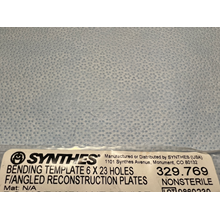 SYNTHES®
Manufactured or Distributed by SYNTHES (USA)
1101 Synthes Avenue, Monument, CO 80132
BENDING TEMPLATE 6 X 23 HOLES
F/ANGLED RECONSTRUCTION PLATES
Mat: N/A
329.769
NONSTERILE
LOT